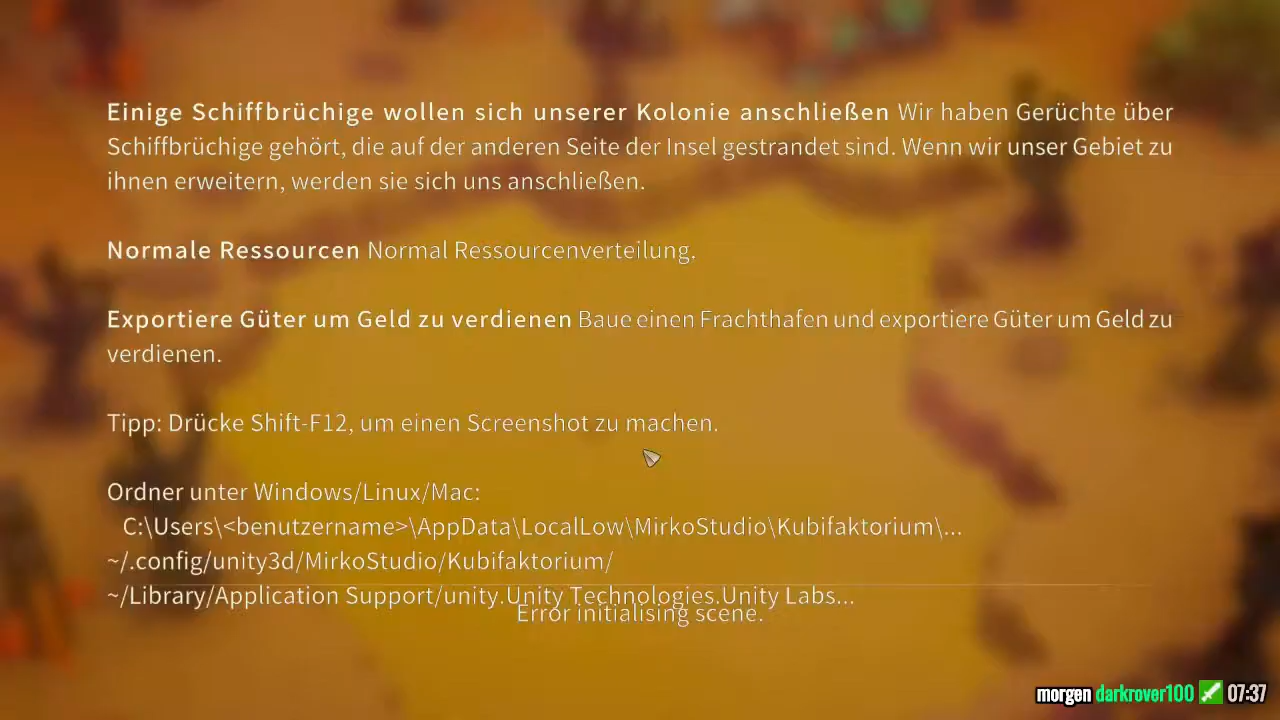 Einige Schiffbrüchige wollen sich unserer Kolonie anschließen Wir haben Gerüchte über
Schiffbrüchige gehört, die auf der anderen Seite der Insel gestrandet sind. Wenn wir unser Gebiet zu
ihnen erweitern, werden sie sich uns anschließen.
Normale Ressourcen Normal Ressourcenverteilung.
Exportiere Güter um Geld zu verdienen Baue einen Frachthafen und exportiere Güter um Geld zu
verdienen.
Tipp: Drücke Shift-F12, um einen Screenshot zu machen.
Ordner unter Windows/Linux/Mac:
C:\Users\<benutzername>\AppData\LocalLow\MirkoStudio\Kubifaktorium\...
~/.config/unity3d/MirkoStudio/Kubifaktorium/
~/Library/Application Support/unity.Unity Technologies.Unity Labs...
Error initialising scene.
morgen darkrover100 07:37